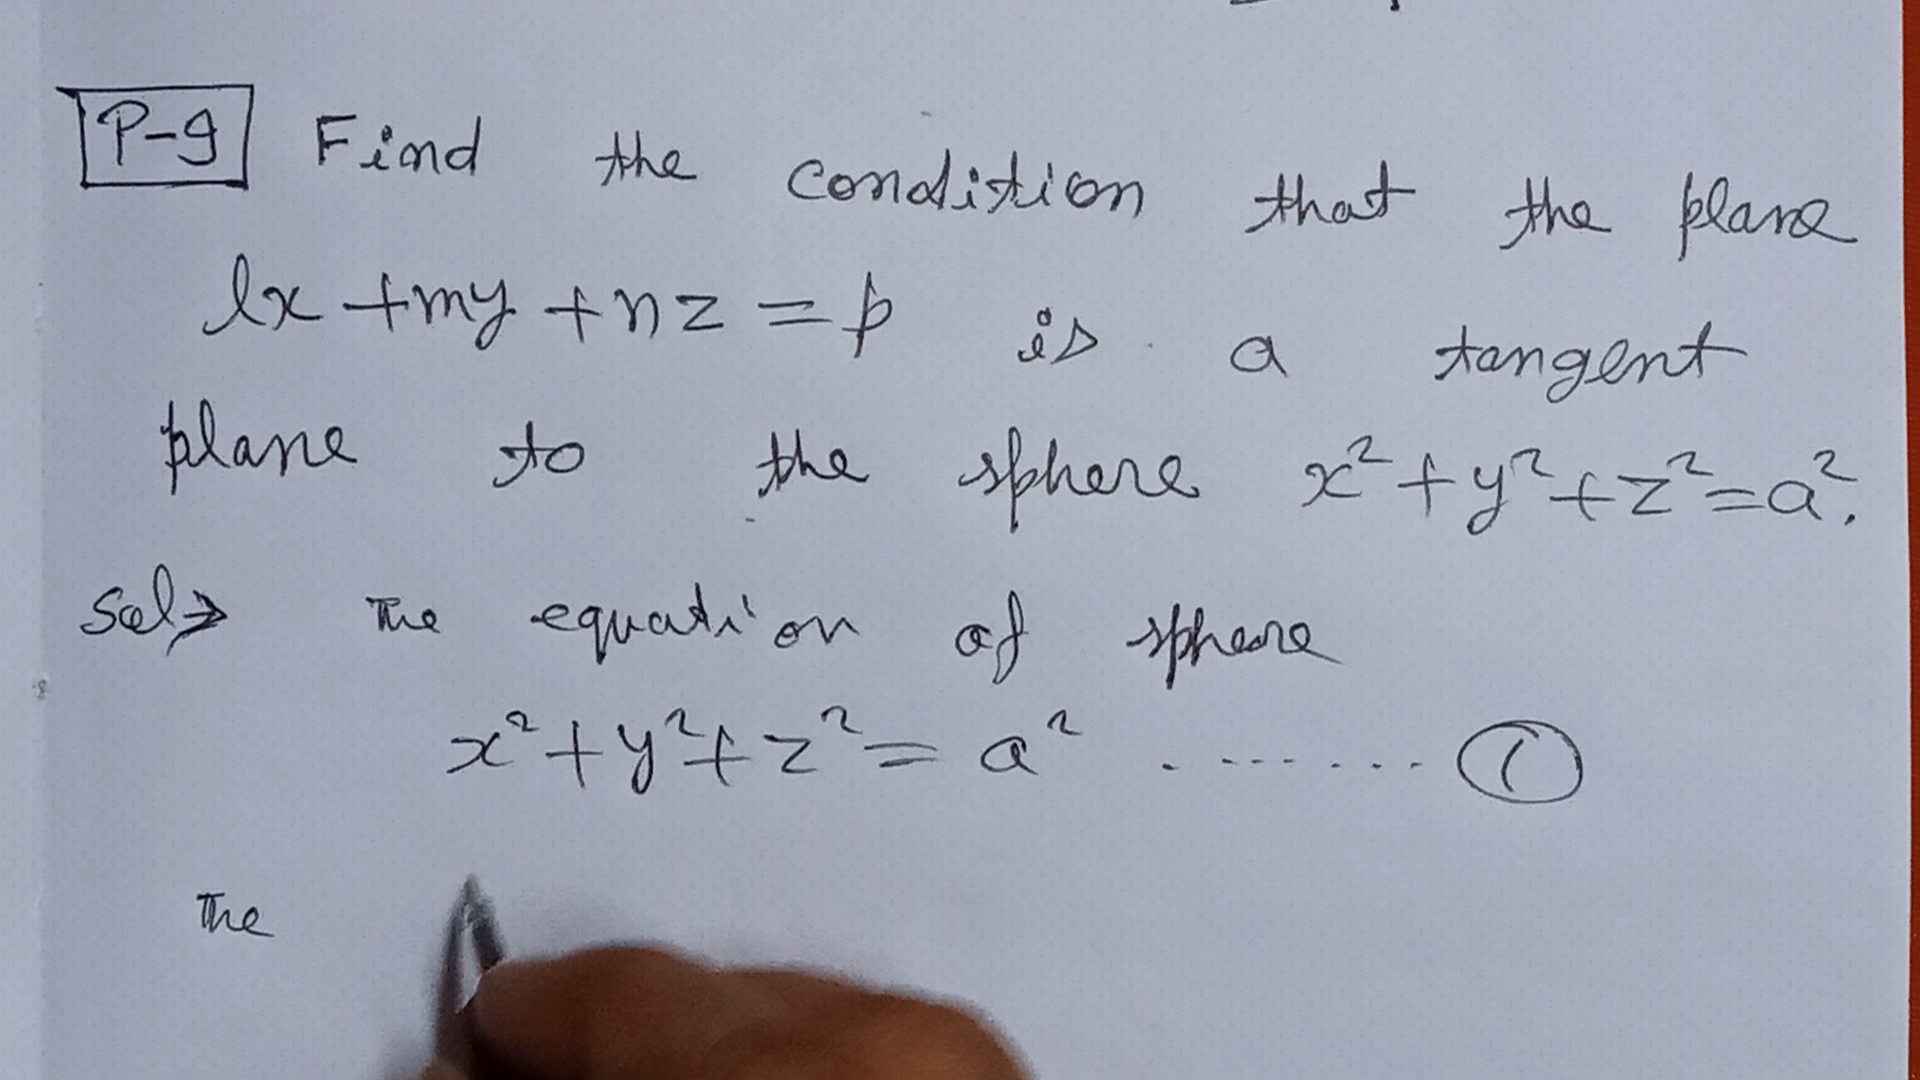 P-9 Find the condition that the plane
lx + my + nz = p is a tangent
plane to the sphere x² + y² + z² = a².
Sol⇒ The equation of sphere
x² + y² + z² = a² ........ ①
The